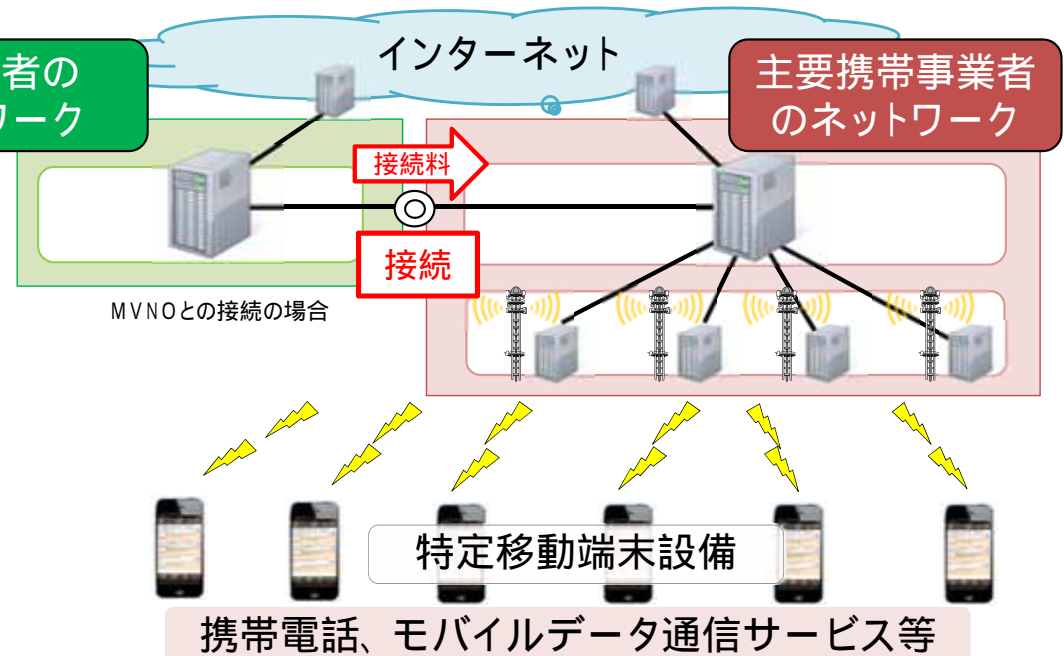 インターネット
者の
ワーク
主要携帯事業者
のネットワーク
接続料
接続
MVNOとの接続の場合
特定移動端末設備
携帯電話、モバイルデータ通信サービス等